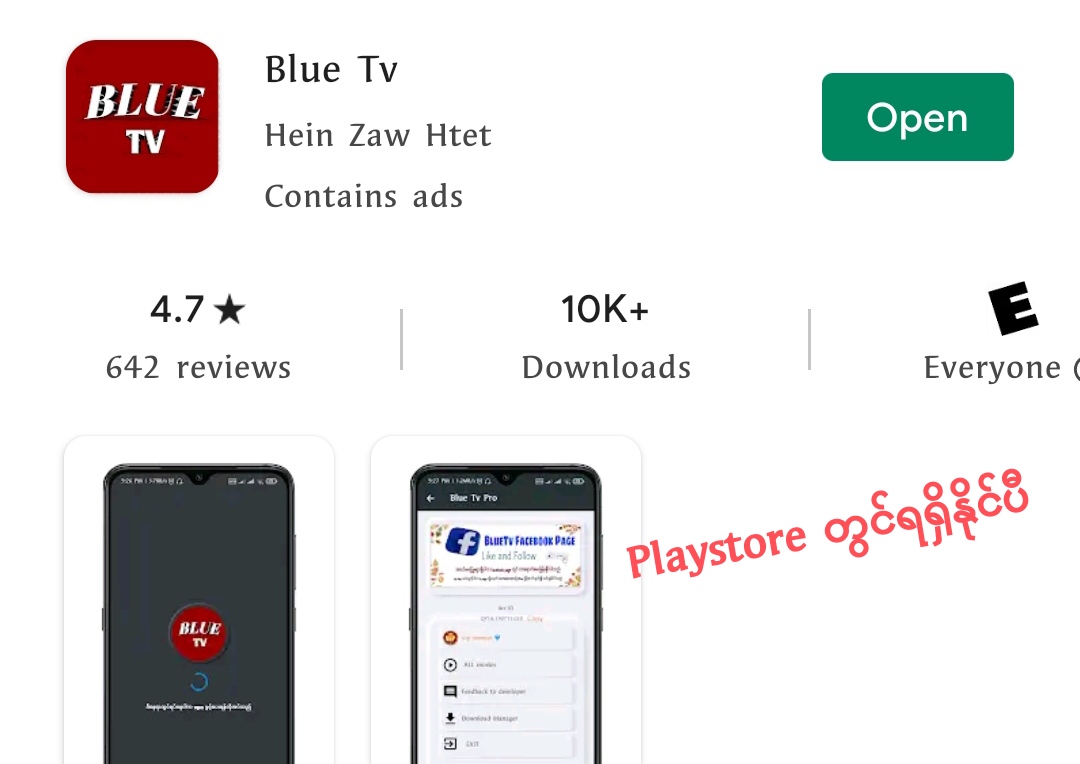 BLUE
TV
Blue Tv
Hein Zaw Htet
Contains ads
Open
4.7 ★
642 reviews
10K+
Downloads
E
Everyone
Playstore တွင်ရရှိနိုင်ပီ
BLUE
TV
Blue Tv Pro
BLUETV FACEBOOK PAGE
Like and Follow
All movies
Feedback to developer
Download Manager
EXIT